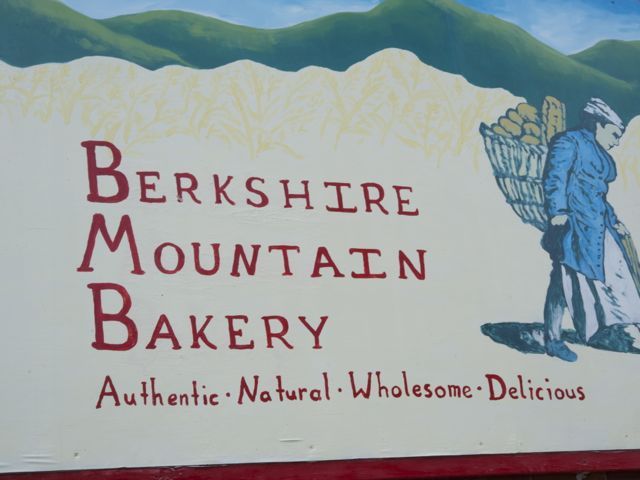 BERKSHIRE
MOUNTAIN
BAKERY
Authentic · Natural · Wholesome · Delicious